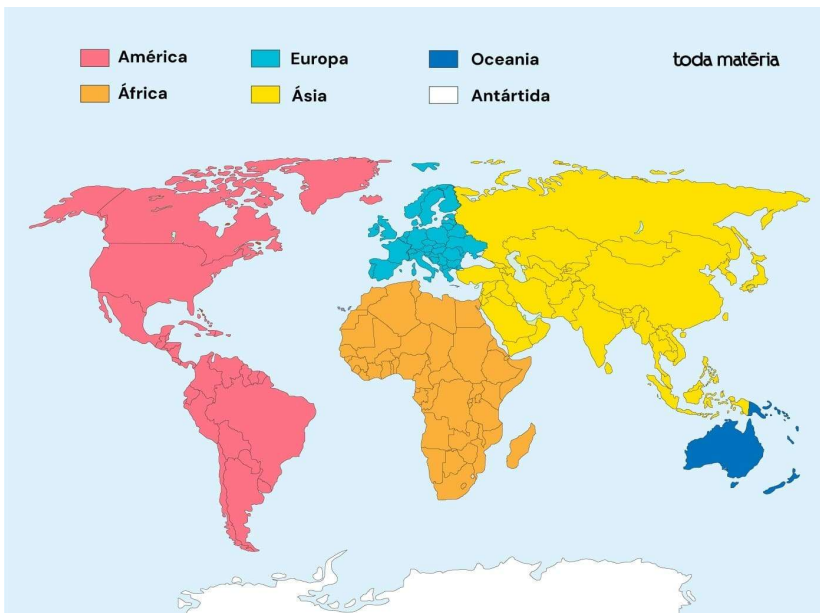 América
Europa
Oceania
toda matéria
África
Ásia
Antártida